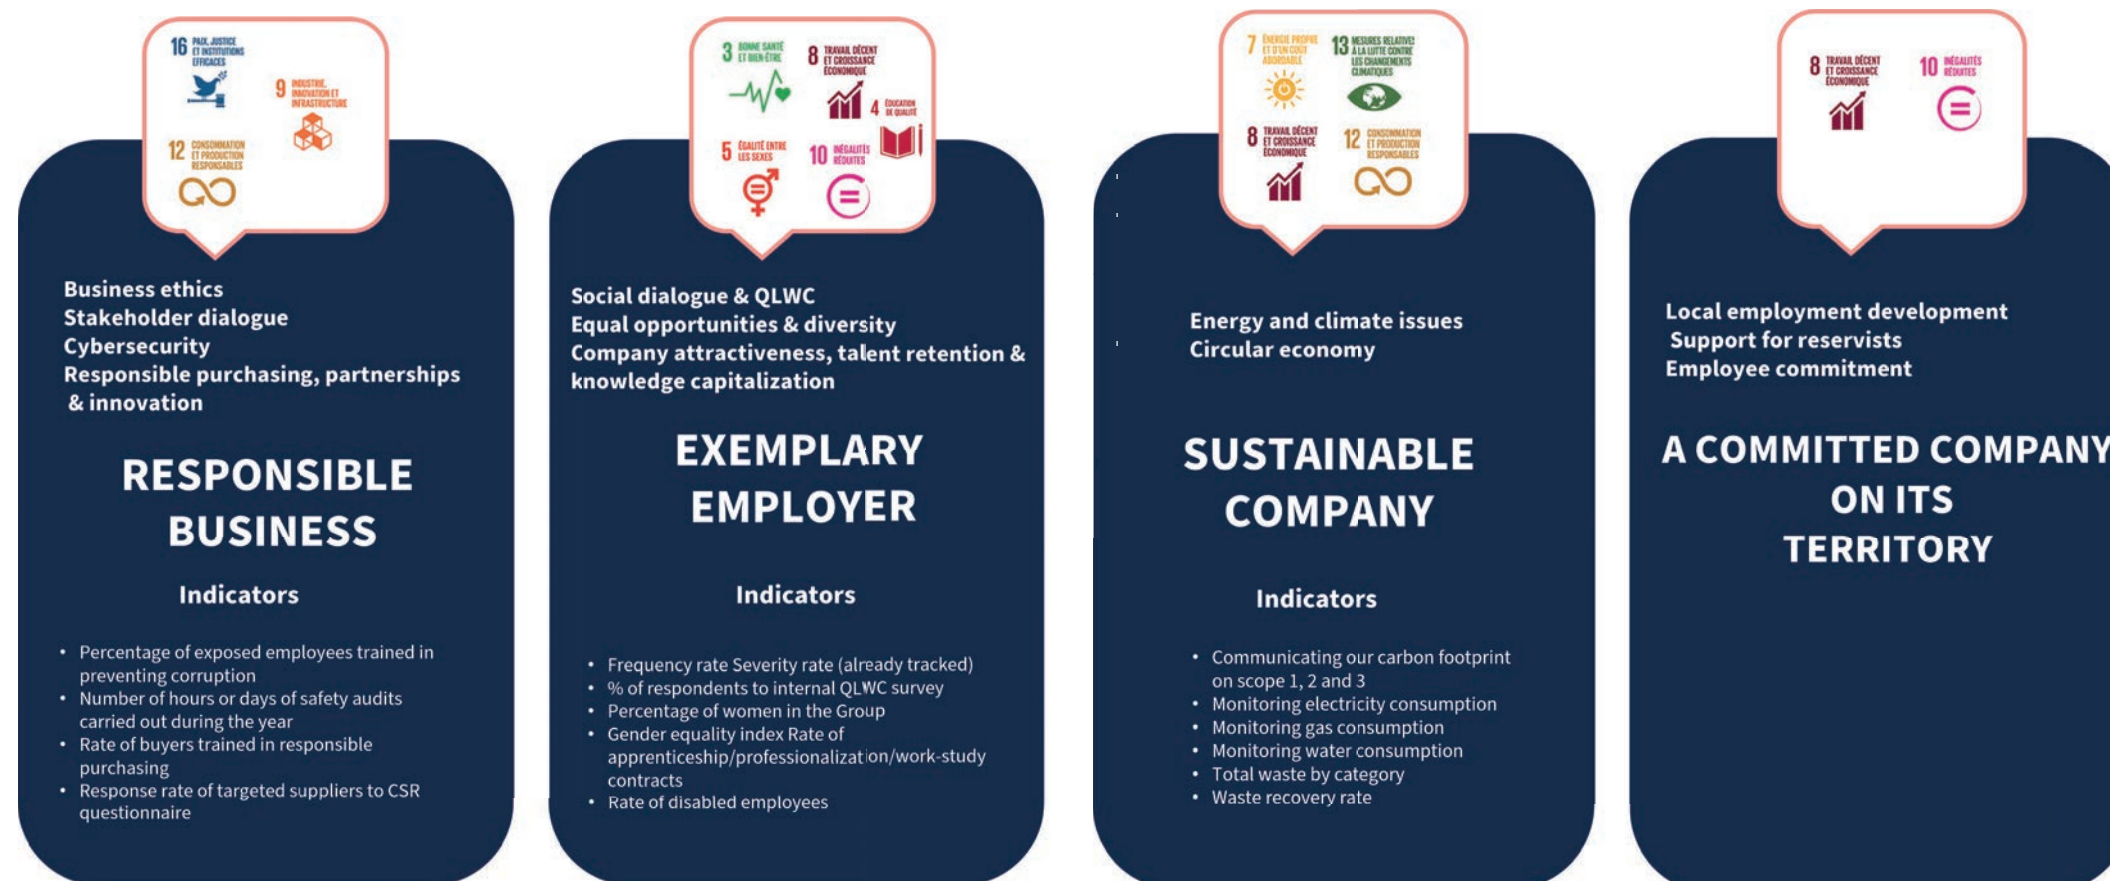 16 PAIX, JUSTICE
ET INSTITUTIONS
EFFICACES
9 INDUSTRIE,
INNOVATION ET
INFRASTRUCTURE
12 CONSOMMATION
ET PRODUCTION
RESPONSABLES
Business ethics
Stakeholder dialogue
Cybersecurity
Responsible purchasing, partnerships
& innovation
RESPONSIBLE
BUSINESS
Indicators
• Percentage of exposed employees trained in
preventing corruption
• Number of hours or days of safety audits
carried out during the year
• Rate of buyers trained in responsible
purchasing
• Response rate of targeted suppliers to CSR
questionnaire
3 BONNE SANTÉ
ET BIEN-ÊTRE
8 TRAVAIL DÉCENT
ET CROISSANCE
ÉCONOMIQUE
4 ÉDUCATION
DE QUALITÉ
5 ÉGALITÉ ENTRE
LES SEXES
10 INÉGALITÉS
RÉDUITES
Social dialogue & QLWC
Equal opportunities & diversity
Company attractiveness, talent retention &
knowledge capitalization
EXEMPLARY
EMPLOYER
Indicators
• Frequency rate Severity rate (already tracked)
• % of respondents to internal QLWC survey
• Percentage of women in the Group
• Gender equality index Rate of
apprenticeship/professionalization/work-study
contracts
• Rate of disabled employees
7 ÉNERGIE PROPRE
ET D'UN COÛT
ABORDABLE
13 MESURES RELATIVES
À LA LUTTE CONTRE
LES CHANGEMENTS
CLIMATIQUES
8 TRAVAIL DÉCENT
ET CROISSANCE
ÉCONOMIQUE
12 CONSOMMATION
ET PRODUCTION
RESPONSABLES
Energy and climate issues
Circular economy
SUSTAINABLE
COMPANY
Indicators
• Communicating our carbon footprint
on scope 1, 2 and 3
• Monitoring electricity consumption
• Monitoring gas consumption
• Monitoring water consumption
• Total waste by category
• Waste recovery rate
8 TRAVAIL DÉCENT
ET CROISSANCE
ÉCONOMIQUE
10 INÉGALITÉS
RÉDUITES
Local employment development
Support for reservists
Employee commitment
A COMMITTED COMPANY
ON ITS
TERRITORY